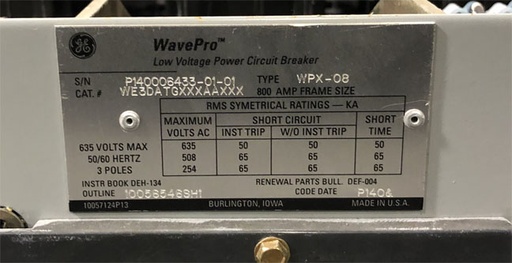 GE WavePro™
Low Voltage Power Circuit Breaker
S/N P140006433-01-01 TYPE WPX-08
CAT. # WE3DATGXXXAAXXX 800 AMP FRAME SIZE
RMS SYMETRICAL RATINGS — KA
MAXIMUM SHORT CIRCUIT SHORT
VOLTS AC INST TRIP W/O INST TRIP TIME
635 VOLTS MAX 635 50 50 50
50/60 HERTZ 508 65 65 65
3 POLES 254 65 65 65
INSTR BOOK DEH-134 RENEWAL PARTS BULL. DEF-004
OUTLINE CODE DATE
10057124P13 BURLINGTON, IOWA MADE IN U.S.A.